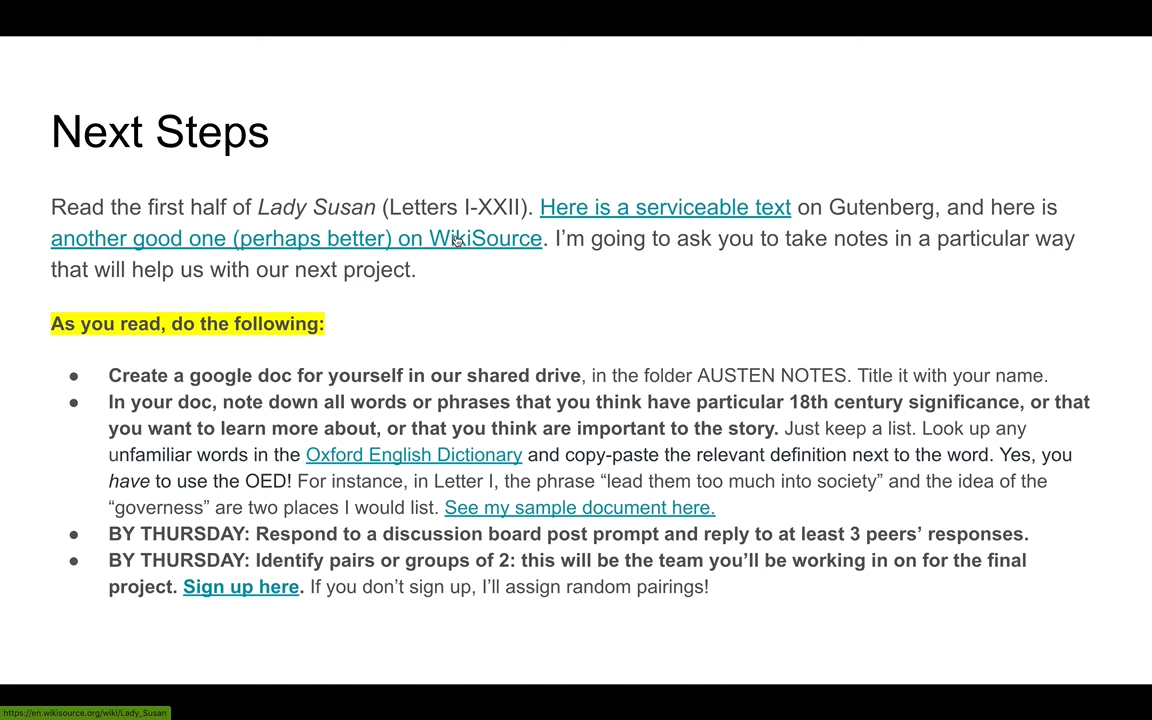 Next Steps
Read the first half of Lady Susan (Letters I-XXII). Here is a serviceable text on Gutenberg, and here is
another good one (perhaps better) on WikiSource. I’m going to ask you to take notes in a particular way
that will help us with our next project.
As you read, do the following:
● Create a google doc for yourself in our shared drive, in the folder AUSTEN NOTES. Title it with your name.
● In your doc, note down all words or phrases that you think have particular 18th century significance, or that
you want to learn more about, or that you think are important to the story. Just keep a list. Look up any
unfamiliar words in the Oxford English Dictionary and copy-paste the relevant definition next to the word. Yes, you
have to use the OED! For instance, in Letter I, the phrase “lead them too much into society” and the idea of the
“governess” are two places I would list. See my sample document here.
● BY THURSDAY: Respond to a discussion board post prompt and reply to at least 3 peers’ responses.
● BY THURSDAY: Identify pairs or groups of 2: this will be the team you’ll be working in on for the final
project. Sign up here. If you don’t sign up, I’ll assign random pairings!
https://en.wikisource.org/wiki/Lady_Susan